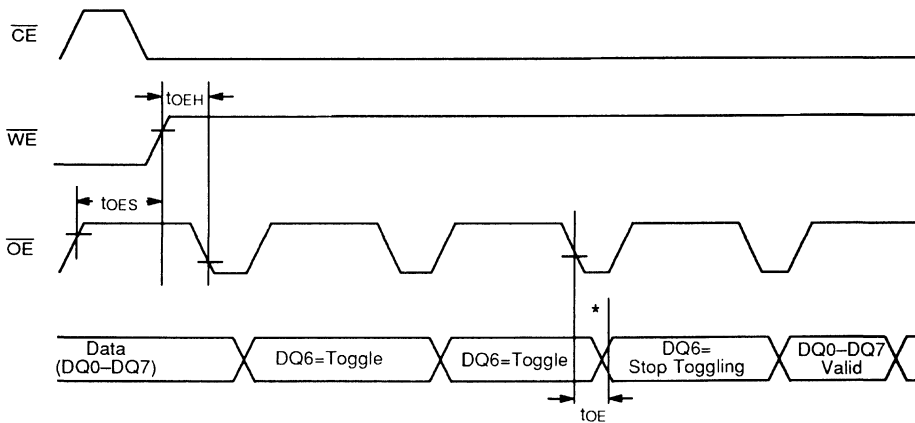 CE
tOEH
WE
tOES
OE
*
Data
(DQ0–DQ7)
DQ6=Toggle
DQ6=Toggle
DQ6=
Stop Toggling
DQ0–DQ7
Valid
tOE